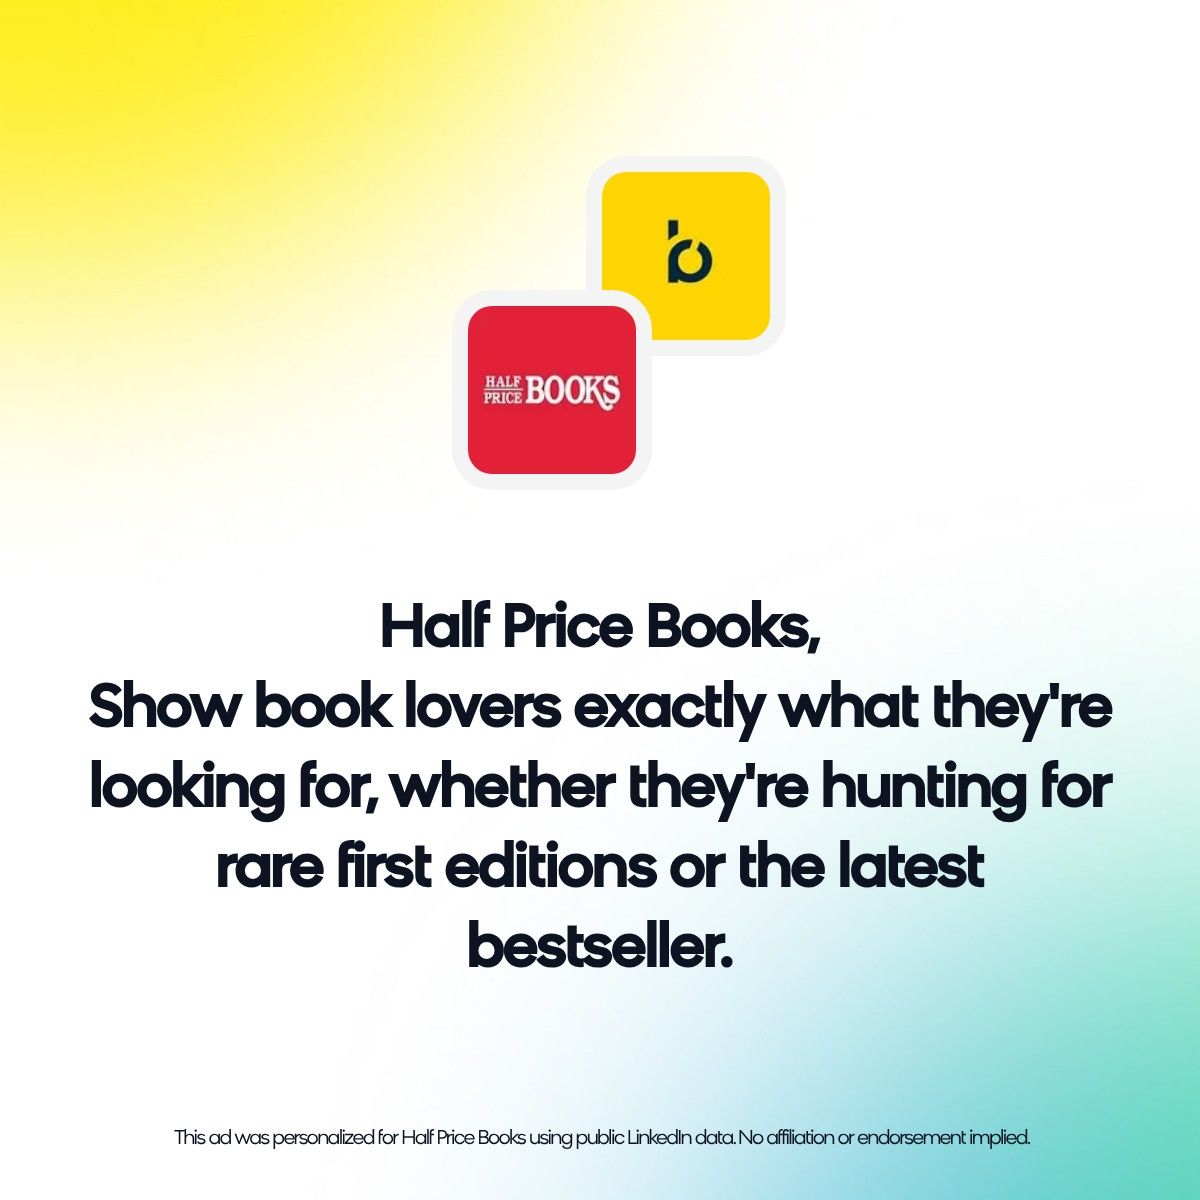 b
HALF PRICE BOOKS
Half Price Books,
Show book lovers exactly what they're
looking for, whether they're hunting for
rare first editions or the latest
bestseller.
This ad was personalized for Half Price Books using public LinkedIn data. No affiliation or endorsement implied.